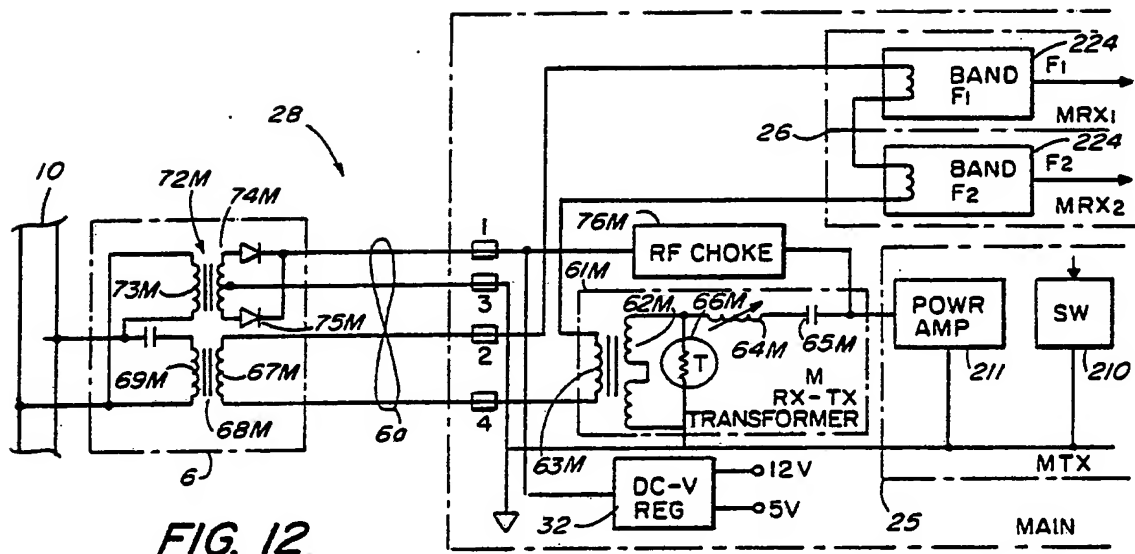 224
BAND F1
F1
MRX1
26
224
BAND F2
F2
MRX2
28
10
72M
74M
73M
75M
69M
67M
68M
6
6a
1
3
2
4
76M
RF CHOKE
61M
62M
66M
T
64M
65M
M
RX-TX
TRANSFORMER
63M
POWR
AMP
211
SW
210
MTX
25
DC-V
REG
32
12V
5V
MAIN
FIG. 12